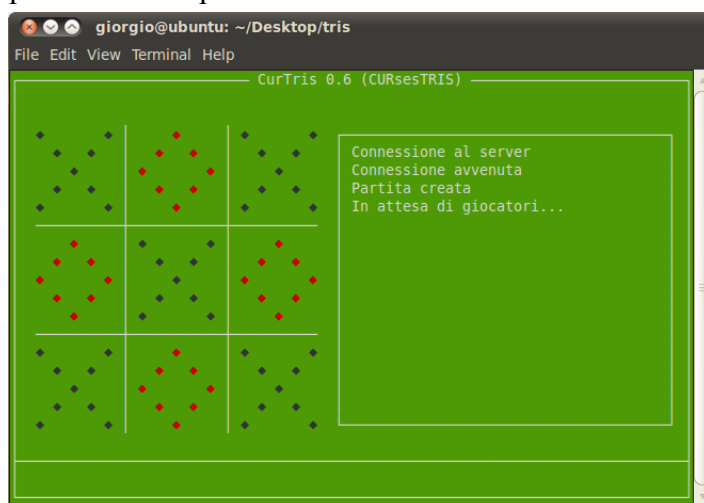 giorgio@ubuntu: ~/Desktop/tris
File Edit View Terminal Help
CurTris 0.6 (CURsesTRIS)
Connessione al server
Connessione avvenuta
Partita creata
In attesa di giocatori...